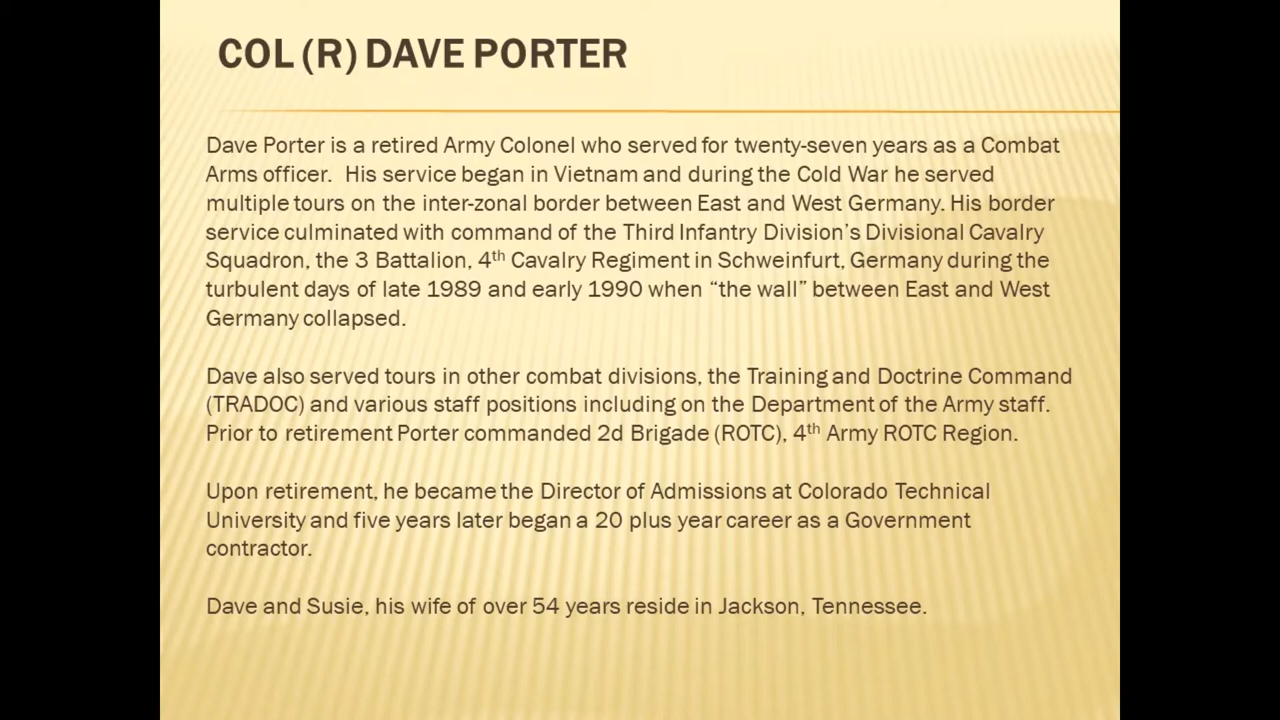 COL (R) DAVE PORTER
Dave Porter is a retired Army Colonel who served for twenty-seven years as a Combat
Arms officer.  His service began in Vietnam and during the Cold War he served
multiple tours on the inter-zonal border between East and West Germany. His border
service culminated with command of the Third Infantry Division’s Divisional Cavalry
Squadron, the 3 Battalion, 4th Cavalry Regiment in Schweinfurt, Germany during the
turbulent days of late 1989 and early 1990 when “the wall” between East and West
Germany collapsed.
Dave also served tours in other combat divisions, the Training and Doctrine Command
(TRADOC) and various staff positions including on the Department of the Army staff.
Prior to retirement Porter commanded 2d Brigade (ROTC), 4th Army ROTC Region.
Upon retirement, he became the Director of Admissions at Colorado Technical
University and five years later began a 20 plus year career as a Government
contractor.
Dave and Susie, his wife of over 54 years reside in Jackson, Tennessee.